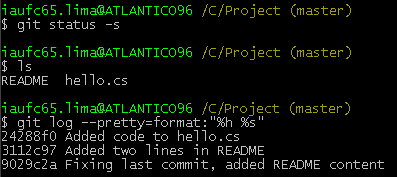 iaufc65.lima@ATLANTICO96 /C/Project (master)
$ git status -s
iaufc65.lima@ATLANTICO96 /C/Project (master)
$ ls
README  hello.cs
iaufc65.lima@ATLANTICO96 /C/Project (master)
$ git log --pretty=format:"%h %s"
24288f0 Added code to hello.cs
3112c97 Added two lines in README
9029c2a Fixing last commit, added README content